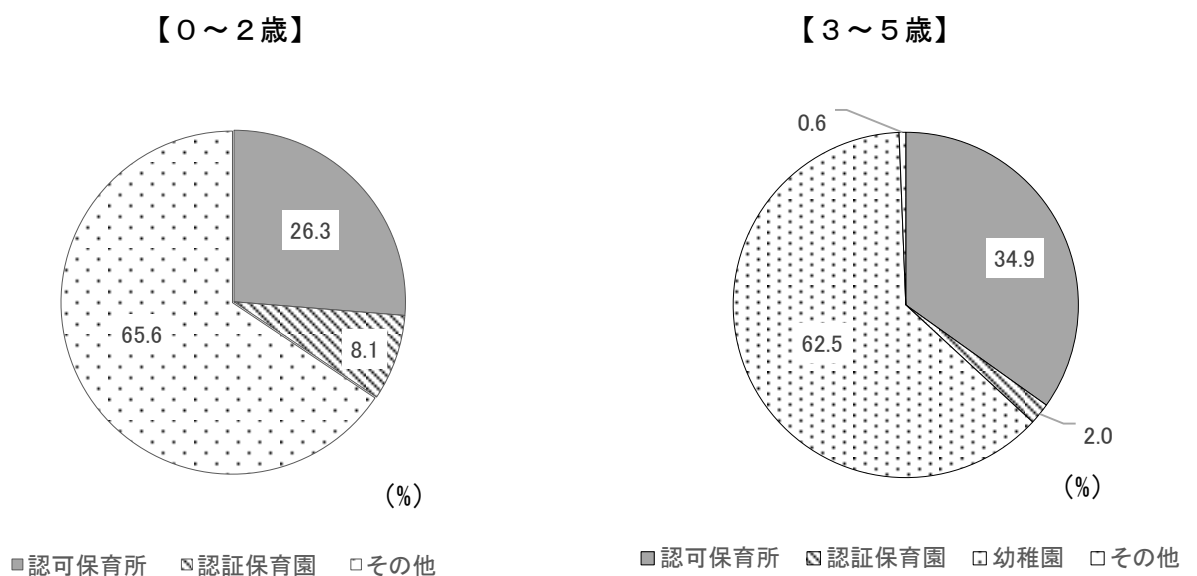 【0～2歳】
26.3
8.1
65.6
(%)
■認可保育所 認証保育園 □その他
【3～5歳】
0.6
34.9
62.5
2.0
(%)
■認可保育所 認証保育園 幼稚園 □その他